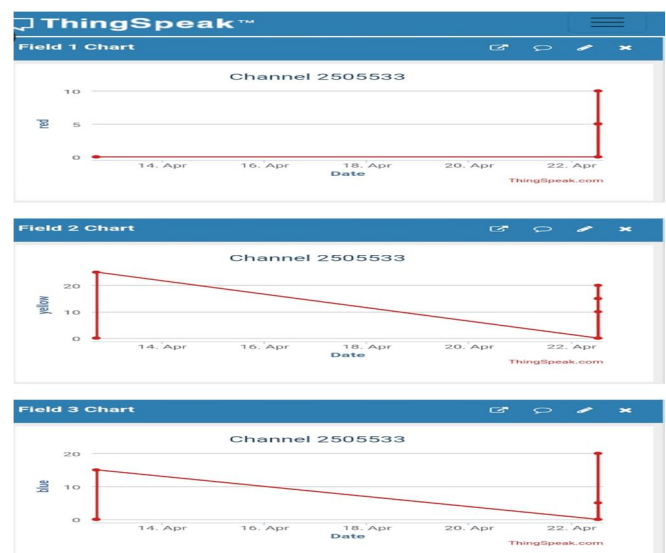 ThingSpeak™
Field 1 Chart
Channel 2505533
10
5
0
red
14. Apr 16. Apr 18. Apr 20. Apr 22. Apr
Date
ThingSpeak.com
Field 2 Chart
Channel 2505533
20
10
0
yellow
14. Apr 16. Apr 18. Apr 20. Apr 22. Apr
Date
ThingSpeak.com
Field 3 Chart
Channel 2505533
20
10
0
blue
14. Apr 16. Apr 18. Apr 20. Apr 22. Apr
Date
ThingSpeak.com